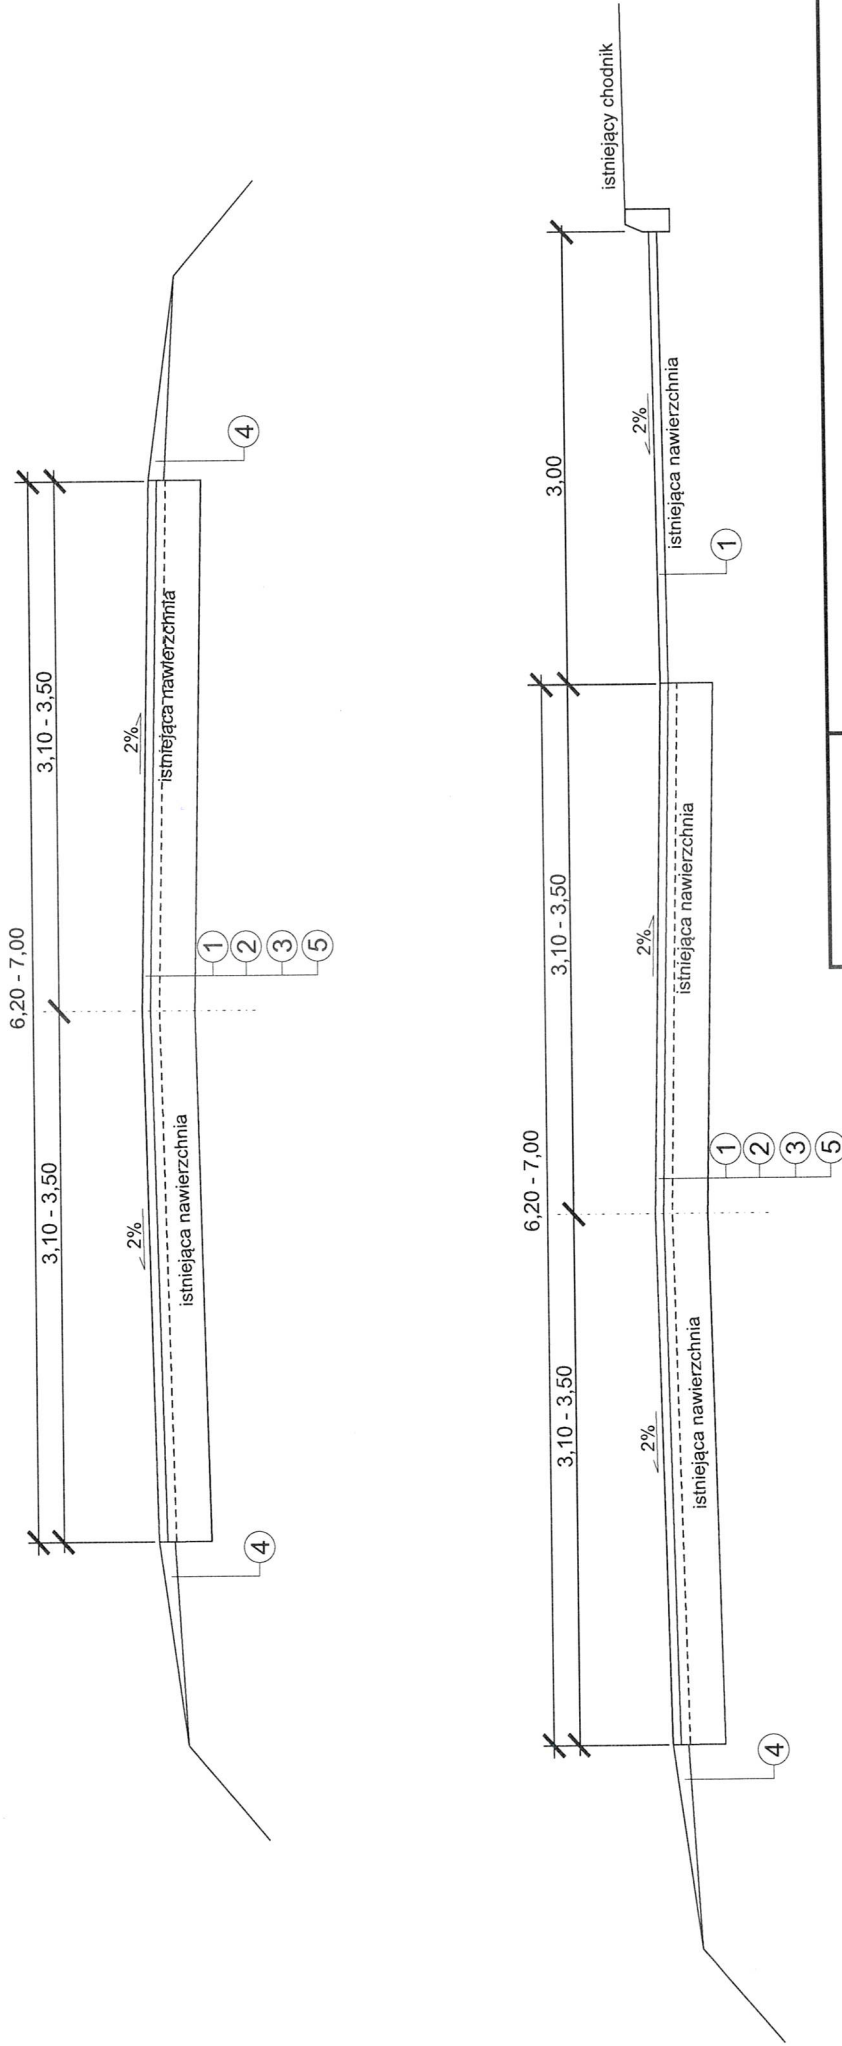 6,20 - 7,00
3,10 - 3,50
3,10 - 3,50
2%
2%
istniejąca nawierzchnia
istniejąca nawierzchnia
4
4
1
2
3
5
istniejący chodnik
6,20 - 7,00
3,10 - 3,50
3,10 - 3,50
3,00
2%
2%
2%
istniejąca nawierzchnia
istniejąca nawierzchnia
istniejąca nawierzchnia
4
1
2
3
5
1